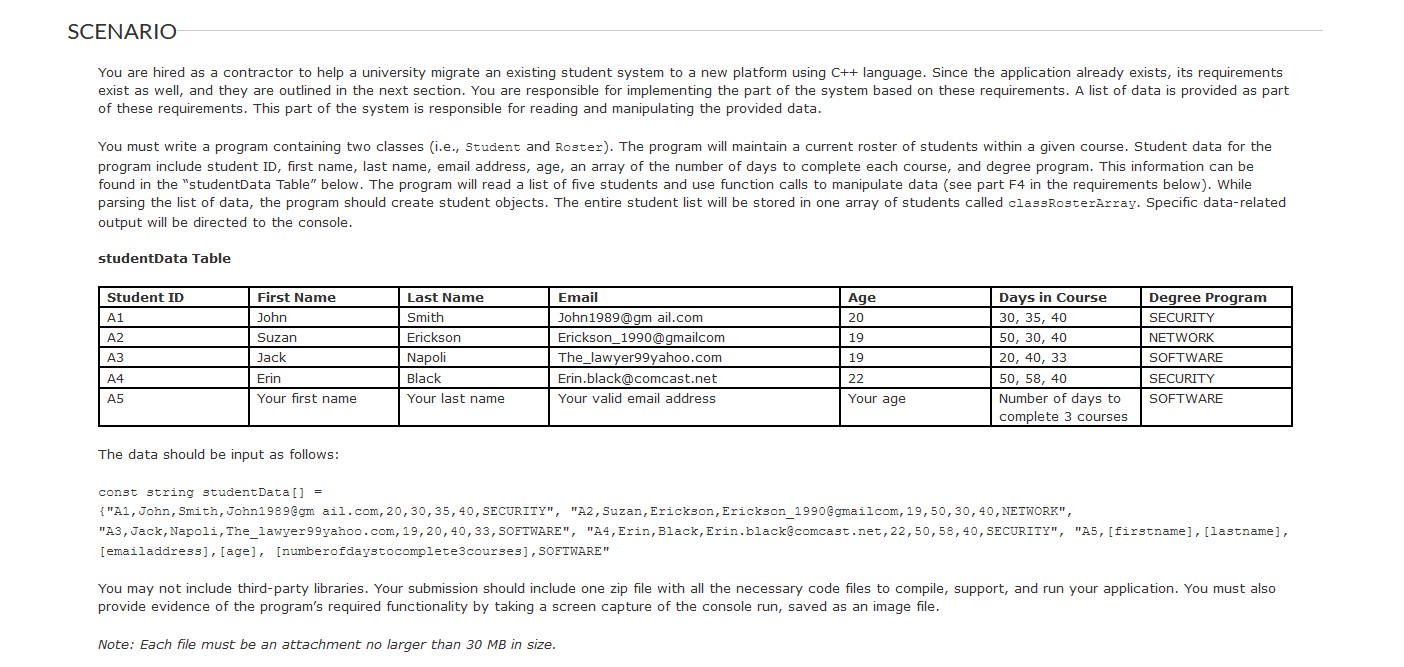 SCENARIO
You are hired as a contractor to help a university migrate an existing student system to a new platform using C++ language. Since the application already exists, its requirements
exist as well, and they are outlined in the next section. You are responsible for implementing the part of the system based on these requirements. A list of data is provided as part
of these requirements. This part of the system is responsible for reading and manipulating the provided data.
You must write a program containing two classes (i.e., Student and Roster). The program will maintain a current roster of students within a given course. Student data for the
program include student ID, first name, last name, email address, age, an array of the number of days to complete each course, and degree program. This information can be
found in the “studentData Table” below. The program will read a list of five students and use function calls to manipulate data (see part F4 in the requirements below). While
parsing the list of data, the program should create student objects. The entire student list will be stored in one array of students called classRosterArray. Specific data-related
output will be directed to the console.
studentData Table
Student ID First Name Last Name Email Age Days in Course Degree Program
A1 John Smith John1989@gm ail.com 20 30, 35, 40 SECURITY
A2 Suzan Erickson Erickson_1990@gmailcom 19 50, 30, 40 NETWORK
A3 Jack Napoli The_lawyer99yahoo.com 19 20, 40, 33 SOFTWARE
A4 Erin Black Erin.black@comcast.net 22 50, 58, 40 SECURITY
A5 Your first name Your last name Your valid email address Your age Number of days to SOFTWARE
complete 3 courses
The data should be input as follows:
const string studentData[] =
{"A1,John,Smith,John1989@gm ail.com,20,30,35,40,SECURITY", "A2,Suzan,Erickson,Erickson_1990@gmailcom,19,50,30,40,NETWORK",
"A3,Jack,Napoli,The_lawyer99yahoo.com,19,20,40,33,SOFTWARE", "A4,Erin,Black,Erin.black@comcast.net,22,50,58,40,SECURITY", "A5,[firstname],[lastname],
[emailaddress],[age], [numberofdaystocomplete3courses],SOFTWARE"
You may not include third-party libraries. Your submission should include one zip file with all the necessary code files to compile, support, and run your application. You must also
provide evidence of the program’s required functionality by taking a screen capture of the console run, saved as an image file.
Note: Each file must be an attachment no larger than 30 MB in size.